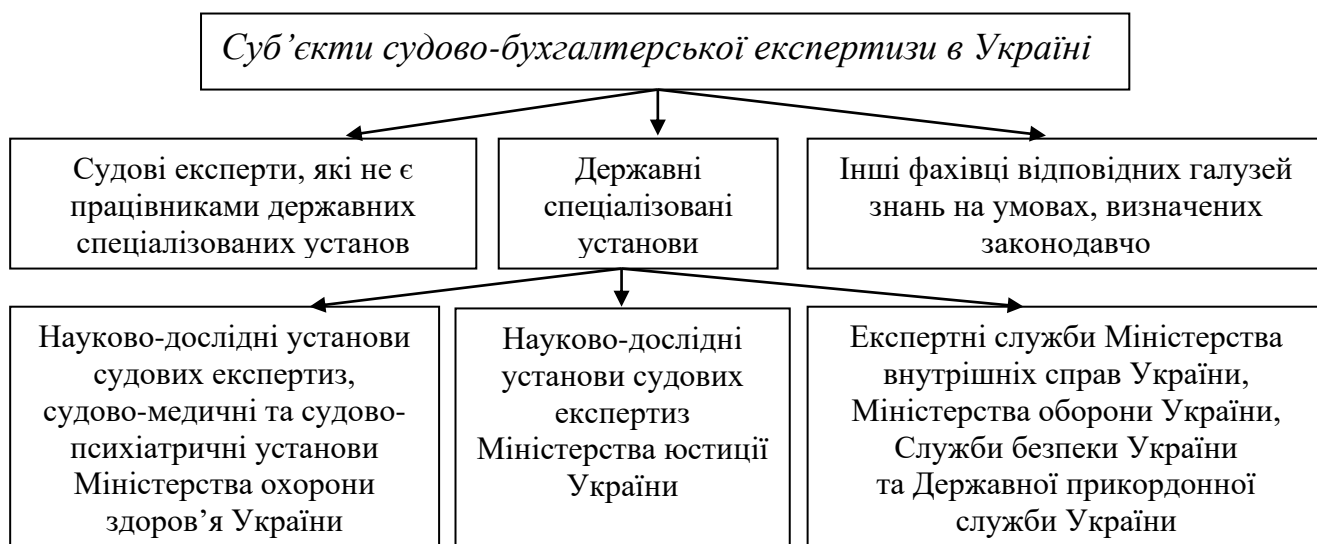 Суб’єкти судово-бухгалтерської експертизи в Україні
Судові експерти, які не є
працівниками державних
спеціалізованих установ
Державні
спеціалізовані
установи
Інші фахівці відповідних галузей
знань на умовах, визначених
законодавчо
Науково-дослідні установи
судових експертиз,
судово-медичні та судово-
психіатричні установи
Міністерства охорони
здоров’я України
Науково-дослідні
установи судових
експертиз
Міністерства юстиції
України
Експертні служби Міністерства
внутрішніх справ України,
Міністерства оборони України,
Служби безпеки України
та Державної прикордонної
служби України